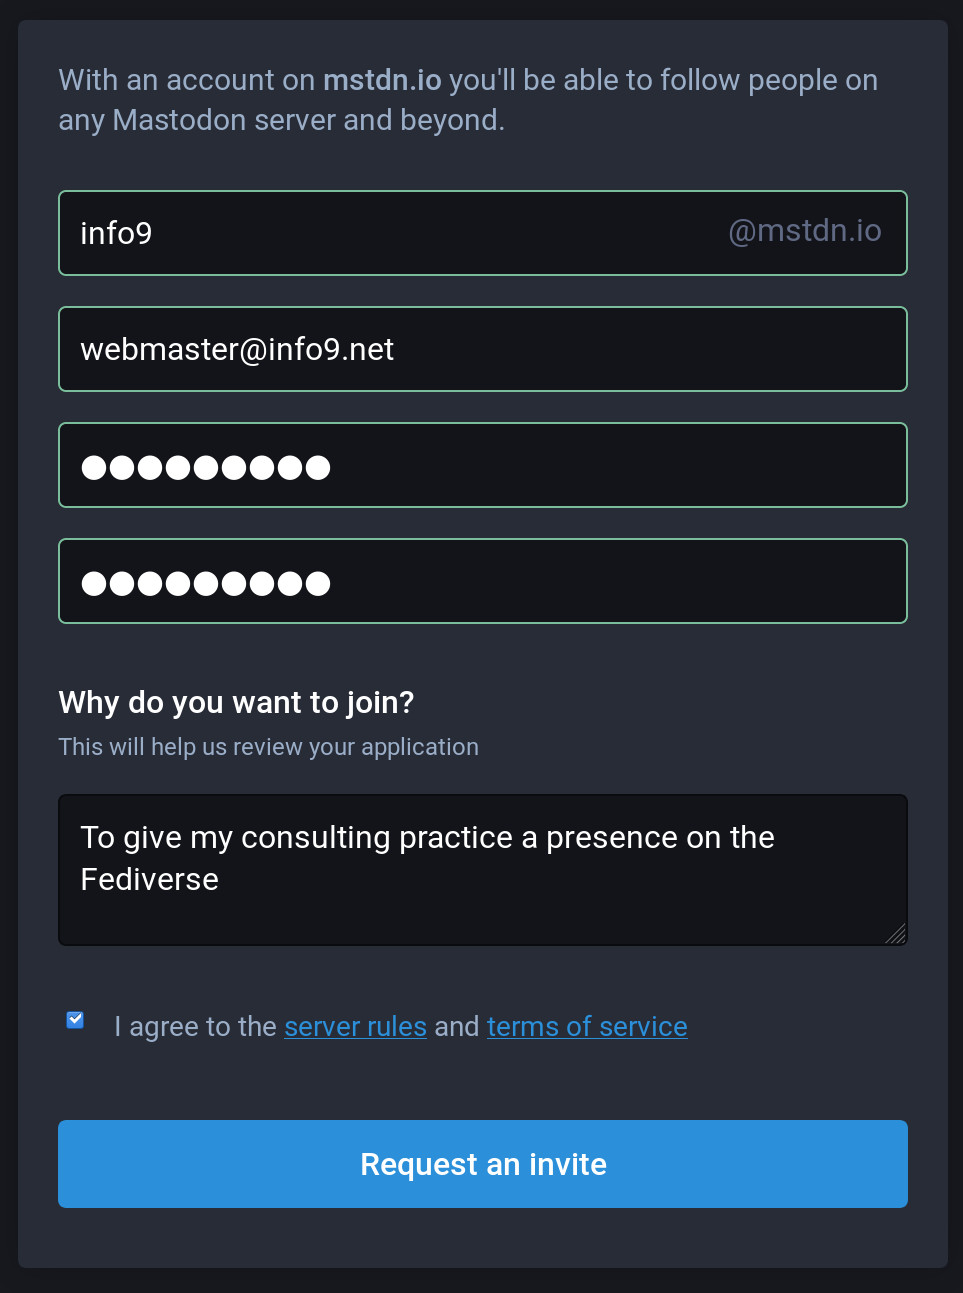 With an account on mstdn.io you'll be able to follow people on
any Mastodon server and beyond.
info9 @mstdn.io
webmaster@info9.net
●●●●●●●●●
●●●●●●●●●
Why do you want to join?
This will help us review your application
To give my consulting practice a presence on the
Fediverse
I agree to the server rules and terms of service
Request an invite